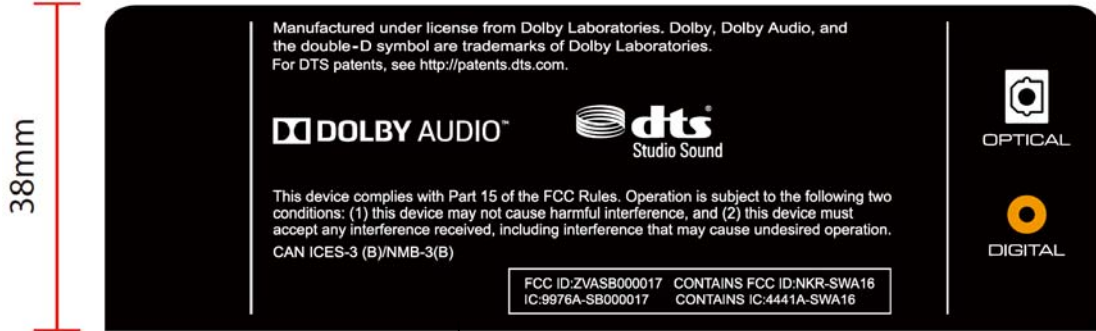 38mm
Manufactured under license from Dolby Laboratories. Dolby, Dolby Audio, and
the double-D symbol are trademarks of Dolby Laboratories.
For DTS patents, see http://patents.dts.com.
DOLBY AUDIO™
dts®
Studio Sound
This device complies with Part 15 of the FCC Rules. Operation is subject to the following two
conditions: (1) this device may not cause harmful interference, and (2) this device must
accept any interference received, including interference that may cause undesired operation.
CAN ICES-3 (B)/NMB-3(B)
FCC ID:ZVASB000017 CONTAINS FCC ID:NKR-SWA16
IC:9976A-SB000017 CONTAINS IC:4441A-SWA16
OPTICAL
DIGITAL